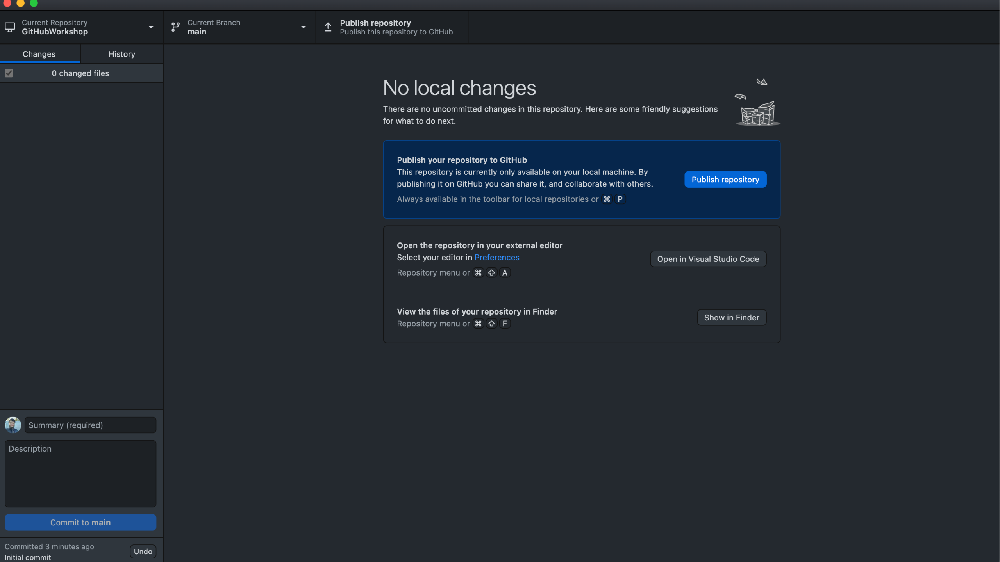 Current Repository
GitHubWorkshop
Current Branch
main
Publish repository
Publish this repository to GitHub
Changes
History
0 changed files
No local changes
There are no uncommitted changes in this repository. Here are some friendly suggestions
for what to do next.
Publish your repository to GitHub
This repository is currently only available on your local machine. By
publishing it on GitHub you can share it, and collaborate with others.
Always available in the toolbar for local repositories or ⌘ P
Publish repository
Open the repository in your external editor
Select your editor in Preferences
Repository menu or ⌘ ⇧ A
Open in Visual Studio Code
View the files of your repository in Finder
Repository menu or ⌘ ⇧ F
Show in Finder
Summary (required)
Description
Commit to main
Committed 3 minutes ago
Initial commit
Undo